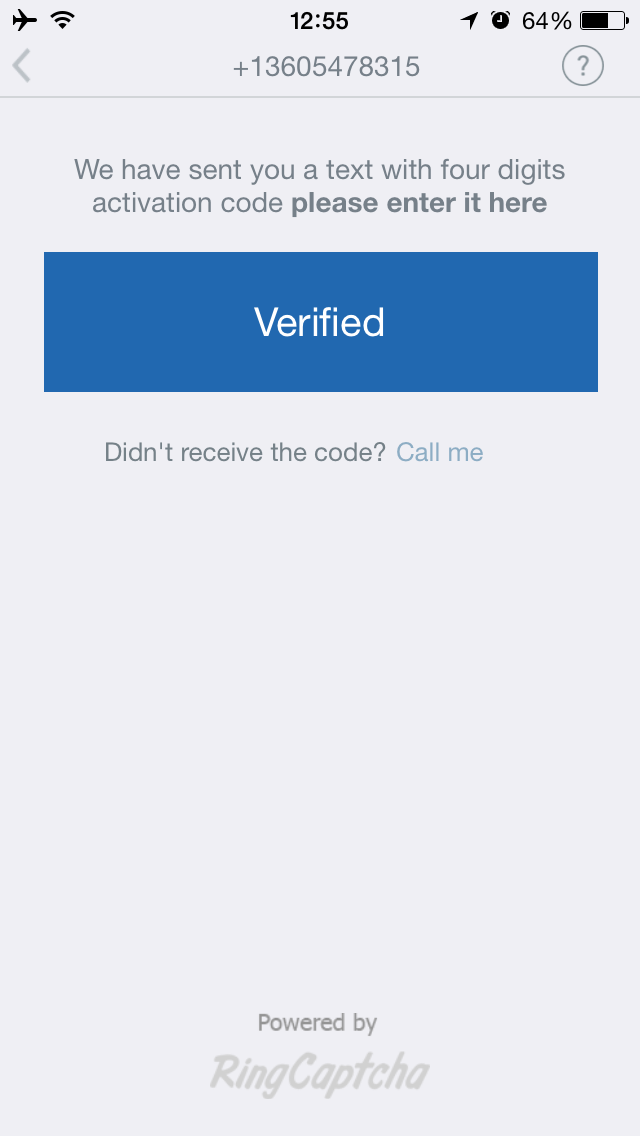 12:55
64%
+13605478315
?
We have sent you a text with four digits
activation code please enter it here
Verified
Didn't receive the code? Call me
Powered by
RingCaptcha